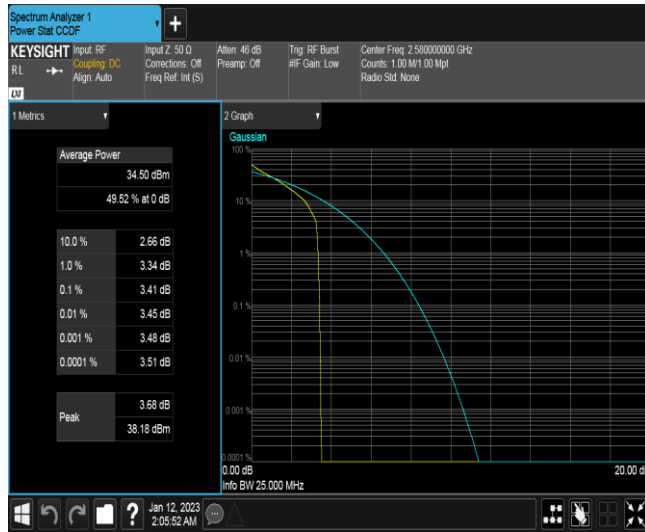 Spectrum Analyzer 1
Power Stat CCDF
+
KEYSIGHT
Input: RF
Coupling: DC
Align: Auto
Input Z: 50 Ω
Corrections: Off
Freq Ref: Int (S)
Atten: 46 dB
Preamp: Off
Trig: RF Burst
#IF Gain: Low
Center Freq: 2.580000000 GHz
Counts: 1.00 M/1.00 Mpt
Radio Std: None
R L
LXI
1 Metrics
Average Power
34.50 dBm
49.52 % at 0 dB
10.0 % 2.66 dB
1.0 % 3.34 dB
0.1 % 3.41 dB
0.01 % 3.45 dB
0.001 % 3.48 dB
0.0001 % 3.51 dB
Peak
3.68 dB
38.18 dBm
2 Graph
Gaussian
100 %
10 %
1 %
0.1 %
0.01 %
0.001 %
0.0001 %
0.00 dB
20.00 d
Info BW 25.000 MHz
?
Jan 12, 2023
2:05:52 AM